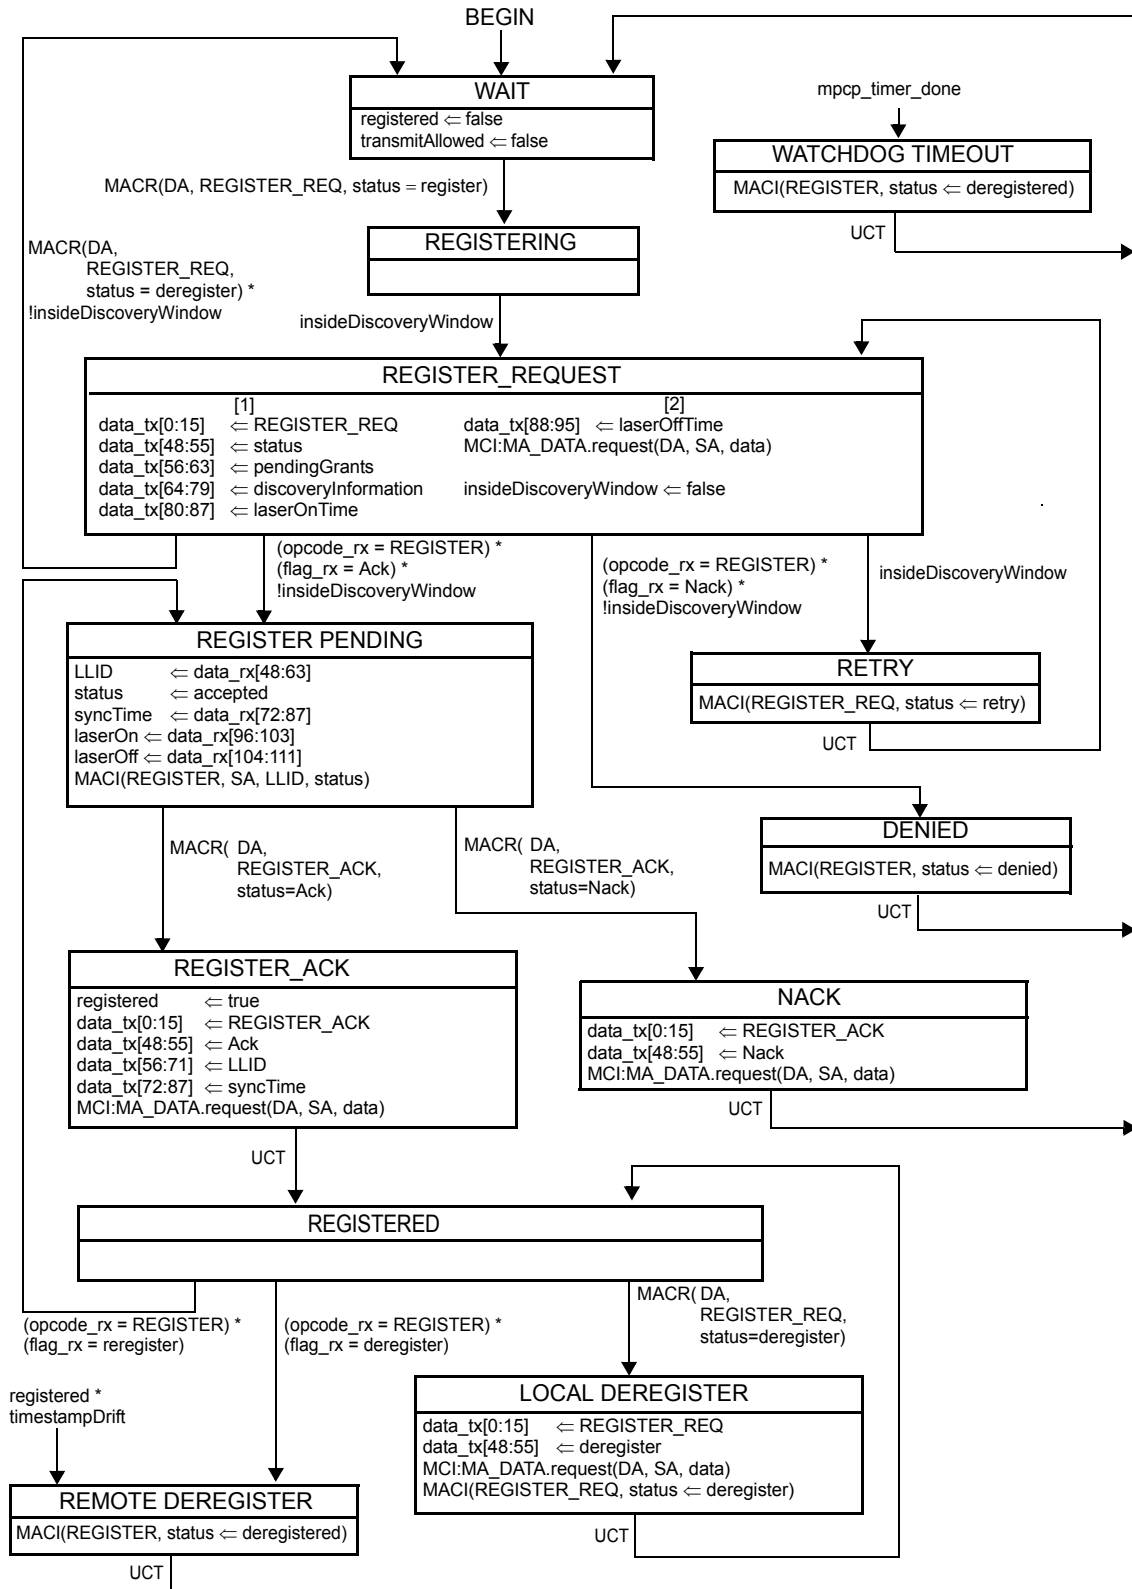 BEGIN
WAIT
registered ⇐ false
transmitAllowed ⇐ false
mpcp_timer_done
WATCHDOG TIMEOUT
MACI(REGISTER, status ⇐ deregistered)
UCT
MACR(DA, REGISTER_REQ, status = register)
REGISTERING
MACR(DA,
REGISTER_REQ,
status = deregister) *
!insideDiscoveryWindow
insideDiscoveryWindow
REGISTER_REQUEST
[1]
data_tx[0:15] ⇐ REGISTER_REQ
data_tx[48:55] ⇐ status
data_tx[56:63] ⇐ pendingGrants
data_tx[64:79] ⇐ discoveryInformation
data_tx[80:87] ⇐ laserOnTime
[2]
data_tx[88:95] ⇐ laserOffTime
MCI:MA_DATA.request(DA, SA, data)
insideDiscoveryWindow ⇐ false
(opcode_rx = REGISTER) *
(flag_rx = Ack) *
!insideDiscoveryWindow
(opcode_rx = REGISTER) *
(flag_rx = Nack) *
!insideDiscoveryWindow
insideDiscoveryWindow
REGISTER PENDING
LLID ⇐ data_rx[48:63]
status ⇐ accepted
syncTime ⇐ data_rx[72:87]
laserOn ⇐ data_rx[96:103]
laserOff ⇐ data_rx[104:111]
MACI(REGISTER, SA, LLID, status)
RETRY
MACI(REGISTER_REQ, status ⇐ retry)
UCT
MACR( DA,
REGISTER_ACK,
status=Ack)
MACR( DA,
REGISTER_ACK,
status=Nack)
DENIED
MACI(REGISTER, status ⇐ denied)
UCT
REGISTER_ACK
registered ⇐ true
data_tx[0:15] ⇐ REGISTER_ACK
data_tx[48:55] ⇐ Ack
data_tx[56:71] ⇐ LLID
data_tx[72:87] ⇐ syncTime
MCI:MA_DATA.request(DA, SA, data)
UCT
NACK
data_tx[0:15] ⇐ REGISTER_ACK
data_tx[48:55] ⇐ Nack
MCI:MA_DATA.request(DA, SA, data)
UCT
REGISTERED
(opcode_rx = REGISTER) *
(flag_rx = reregister)
(opcode_rx = REGISTER) *
(flag_rx = deregister)
MACR( DA,
REGISTER_REQ,
status=deregister)
registered *
timestampDrift
LOCAL DEREGISTER
data_tx[0:15] ⇐ REGISTER_REQ
data_tx[48:55] ⇐ deregister
MCI:MA_DATA.request(DA, SA, data)
MACI(REGISTER_REQ, status ⇐ deregister)
UCT
REMOTE DEREGISTER
MACI(REGISTER, status ⇐ deregistered)
UCT